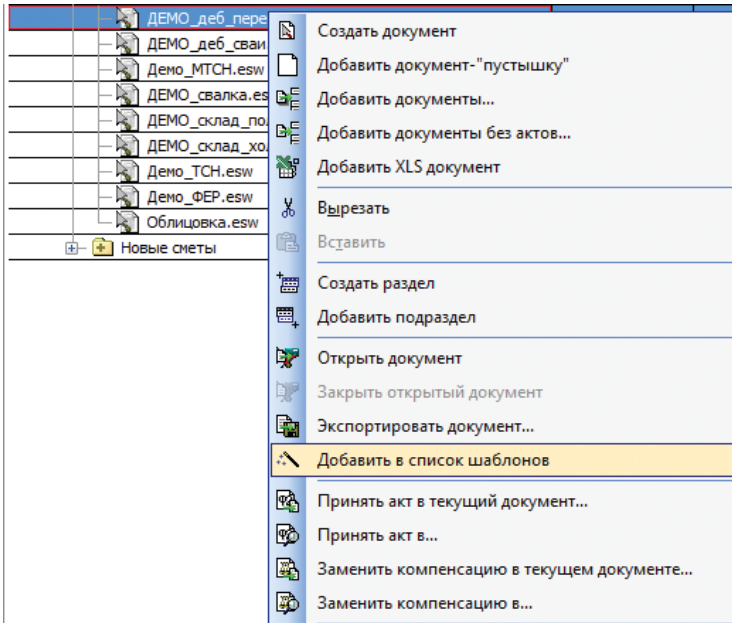 ДЕМО_деб_пере
ДЕМО_деб_сваи
Демо_МТСН.esw
ДЕМО_свалка.es
ДЕМО_склад_по
ДЕМО_склад_хо
Демо_ТСН.esw
Демо_ФЕР.esw
Облицовка.esw
Новые сметы
Создать документ
Добавить документ-"пустышку"
Добавить документы...
Добавить документы без актов...
Добавить XLS документ
Вырезать
Вставить
Создать раздел
Добавить подраздел
Открыть документ
Закрыть открытый документ
Экспортировать документ...
Добавить в список шаблонов
Принять акт в текущий документ...
Принять акт в...
Заменить компенсацию в текущем документе...
Заменить компенсацию в...